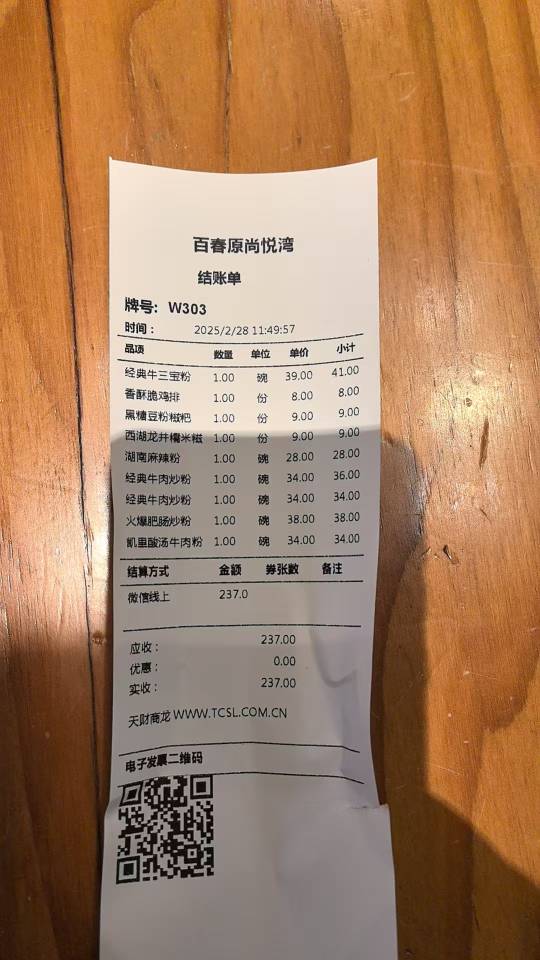 百春原尚悦湾
结账单
牌号: W303
时间: 2025/2/28 11:49:57
品项 数量 单位 单价 小计
经典牛三宝粉 1.00 碗 39.00 41.00
香酥脆鸡排 1.00 份 8.00 8.00
黑糖豆粉糍粑 1.00 份 9.00 9.00
西湖龙井糯米糍 1.00 份 9.00 9.00
湖南麻辣粉 1.00 碗 28.00 28.00
经典牛肉炒粉 1.00 碗 34.00 36.00
经典牛肉炒粉 1.00 碗 34.00 34.00
火爆肥肠炒粉 1.00 碗 38.00 38.00
凯里酸汤牛肉粉 1.00 碗 34.00 34.00
结算方式 金额 券张数 备注
微信线上 237.0
应收: 237.00
优惠: 0.00
实收: 237.00
天财商龙 WWW.TCSL.COM.CN
电子发票二维码